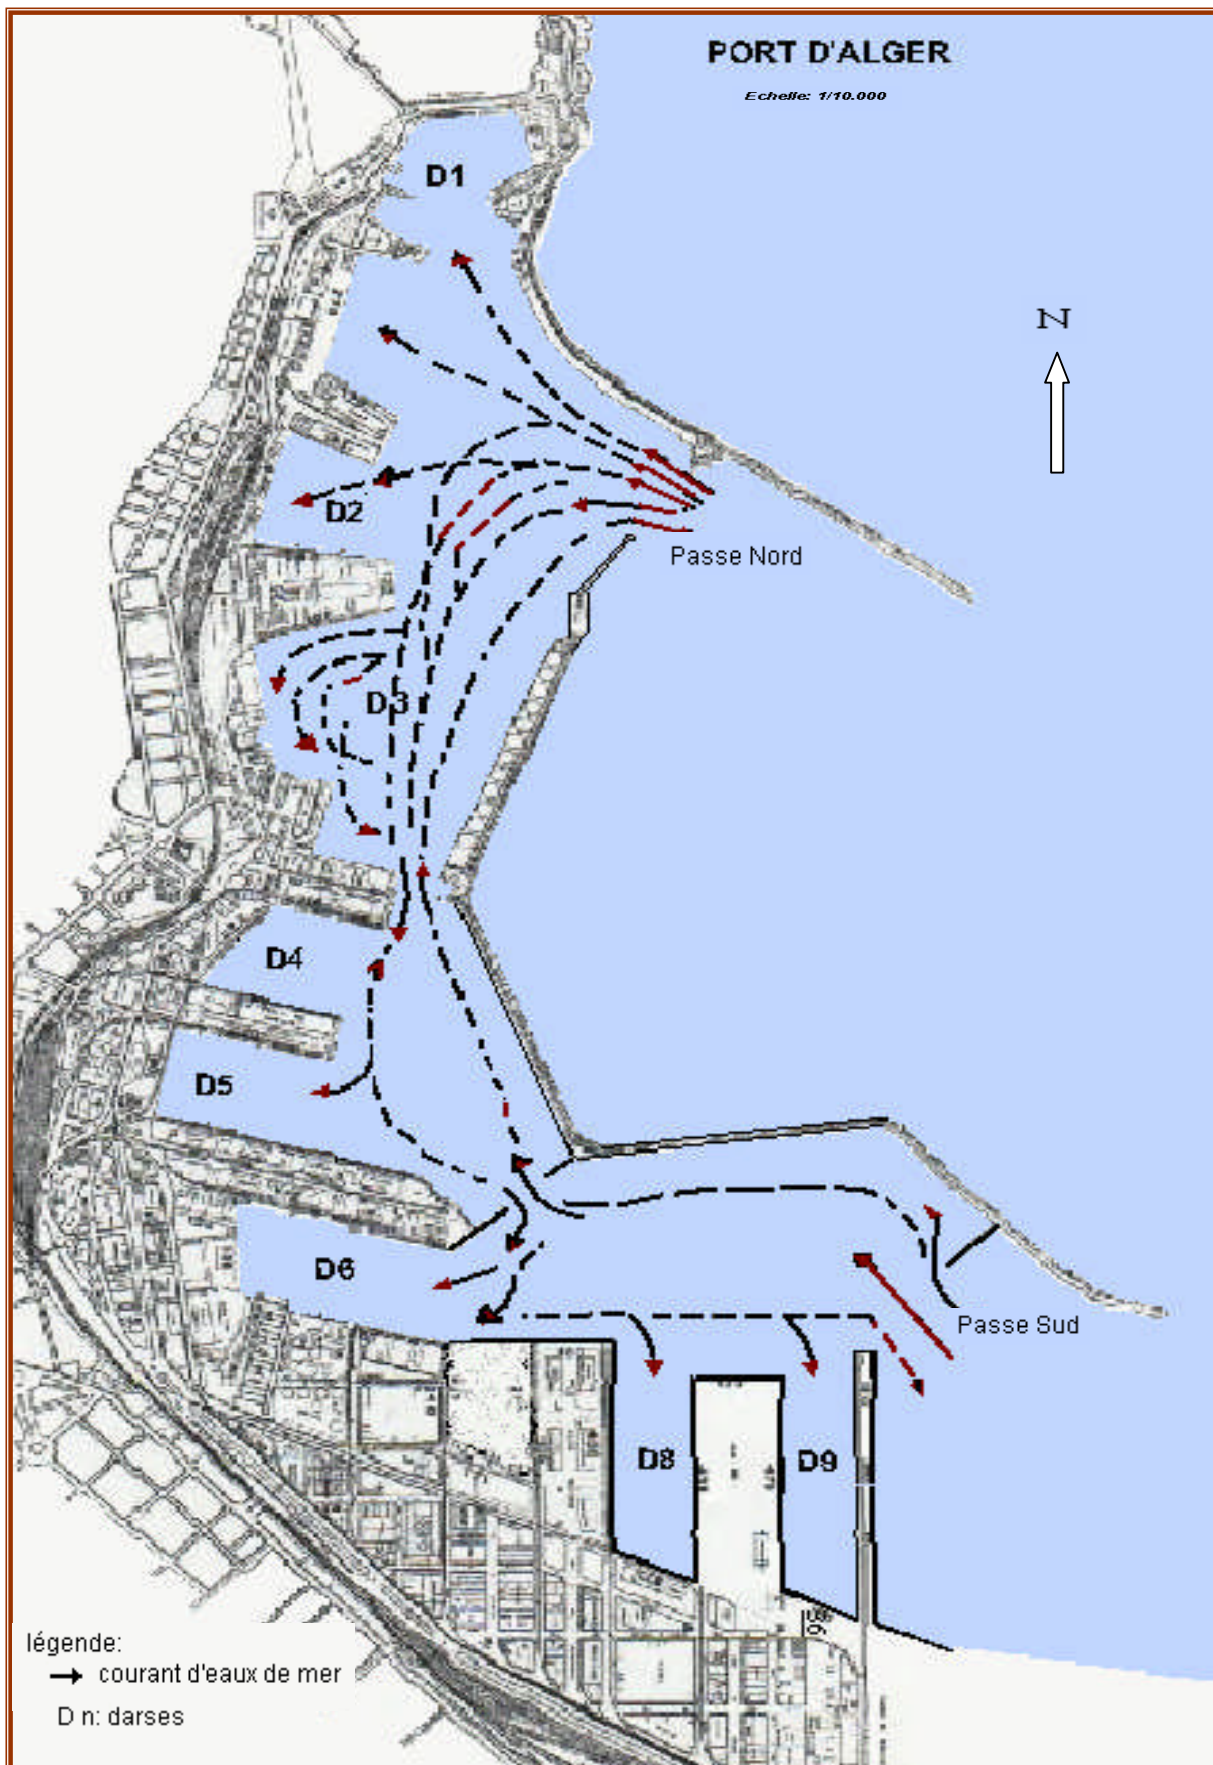 PORT D'ALGER
Echelle: 1/10.000
D1
N
D2
Passe Nord
D3
D4
D5
D6
Passe Sud
D8
D9
légende:
courant d'eaux de mer
D n: darses